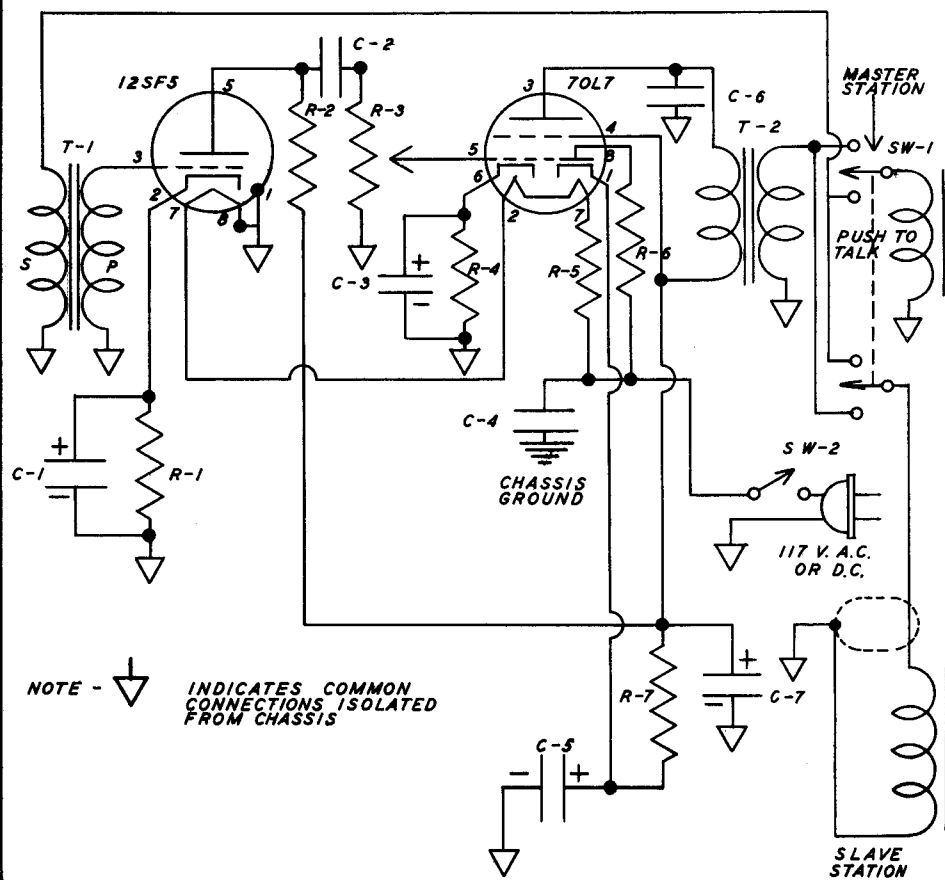 C-2
12SF5
5
R-2
R-3
T-1
3
2
7
8
1
S
P
3
70L7
4
5
8
6
1
2
7
C-6
T-2
MASTER
STATION
SW-1
PUSH TO
TALK
C-3
+
−
R-4
R-5
R-6
C-4
CHASSIS
GROUND
SW-2
117 V. A.C.
OR D.C.
C-1
+
−
R-1
NOTE -
INDICATES COMMON
CONNECTIONS ISOLATED
FROM CHASSIS
R-7
+
−
C-7
C-5
−
+
SLAVE
STATION